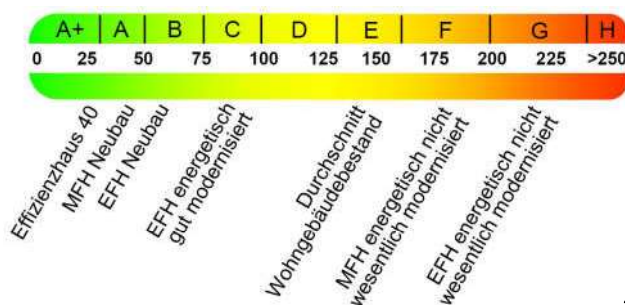 A+ A B C D E F G H
0 25 50 75 100 125 150 175 200 225 >250
Effizienzhaus 40
MFH Neubau
EFH Neubau
EFH energetisch
gut modernisiert
Durchschnitt
Wohngebäudebestand
MFH energetisch nicht
wesentlich modernisiert
EFH energetisch nicht
wesentlich modernisiert